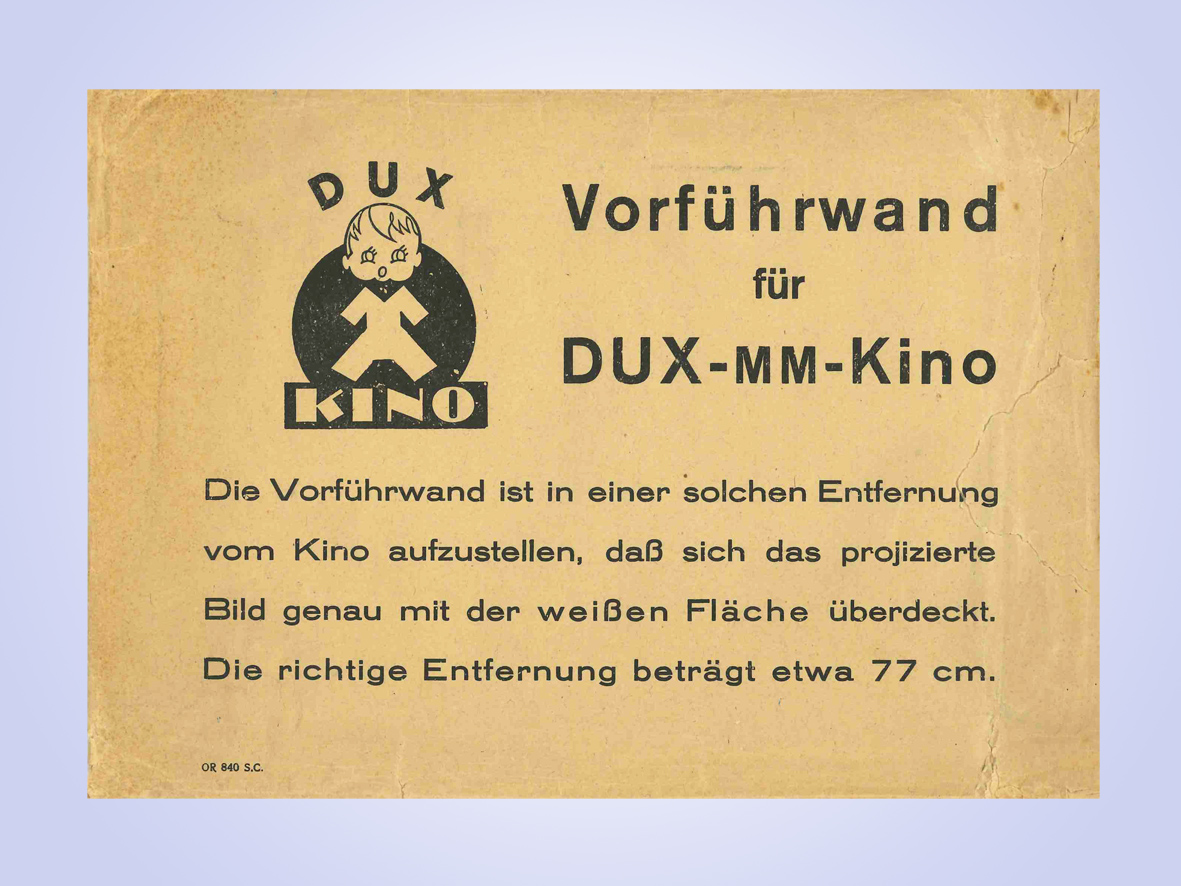 DUX
KINO
Vorführwand
für
DUX-MM-Kino
Die Vorführwand ist in einer solchen Entfernung
vom Kino aufzustellen, daß sich das projizierte
Bild genau mit der weißen Fläche überdeckt.
Die richtige Entfernung beträgt etwa 77 cm.
OR 840 S.C.